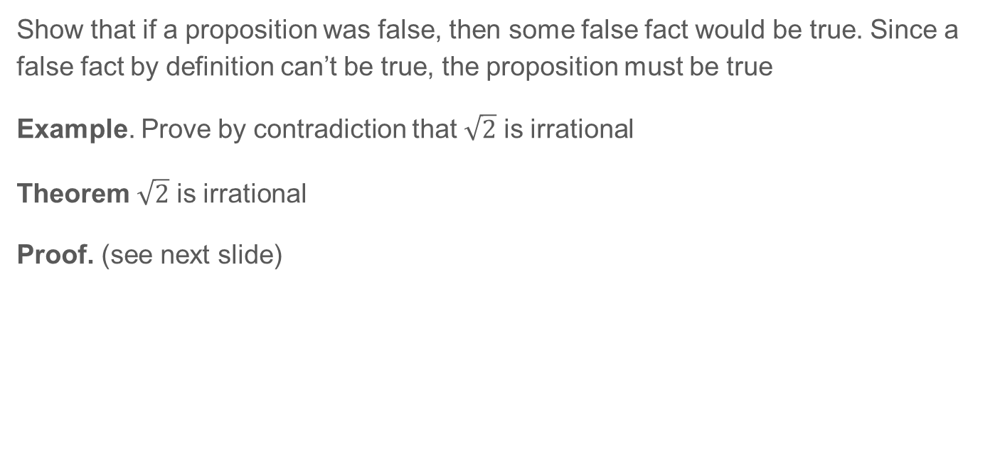 Show that if a proposition was false, then some false fact would be true. Since a
false fact by definition can’t be true, the proposition must be true
Example. Prove by contradiction that √2 is irrational
Theorem √2 is irrational
Proof. (see next slide)